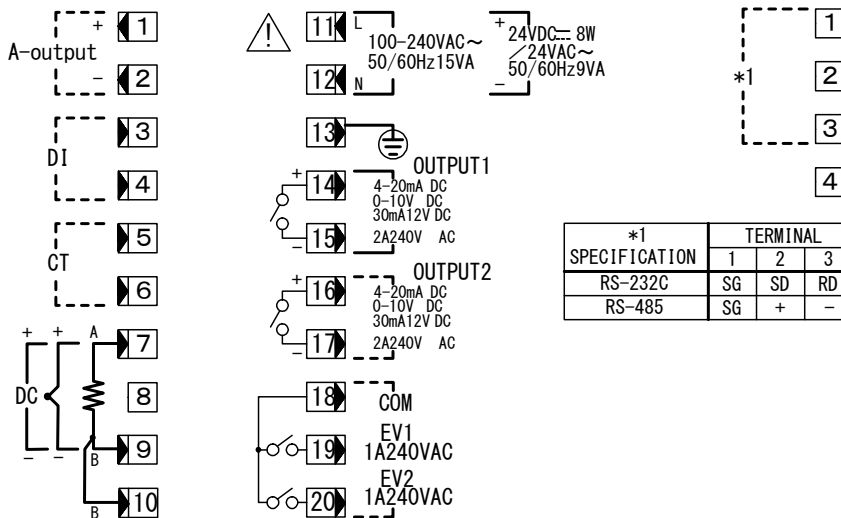 A-output
+ 1
− 2
DI
3
4
CT
5
6
DC
+ + A 7
8
− − B 9
B 10
11 L
100-240VAC～
50/60Hz15VA
12 N
+ 24VDC⎓ 8W
／24VAC～
− 50/60Hz9VA
13
OUTPUT1
+ 14
4-20mA DC
0-10V DC
30mA12V DC
− 15 2A240V AC
OUTPUT2
+ 16
4-20mA DC
0-10V DC
30mA12V DC
− 17 2A240V AC
18 COM
EV1
19 1A240VAC
EV2
20 1A240VAC
*1
1
2
3
4
*1 SPECIFICATION TERMINAL
1 2 3
RS-232C SG SD RD
RS-485 SG + −